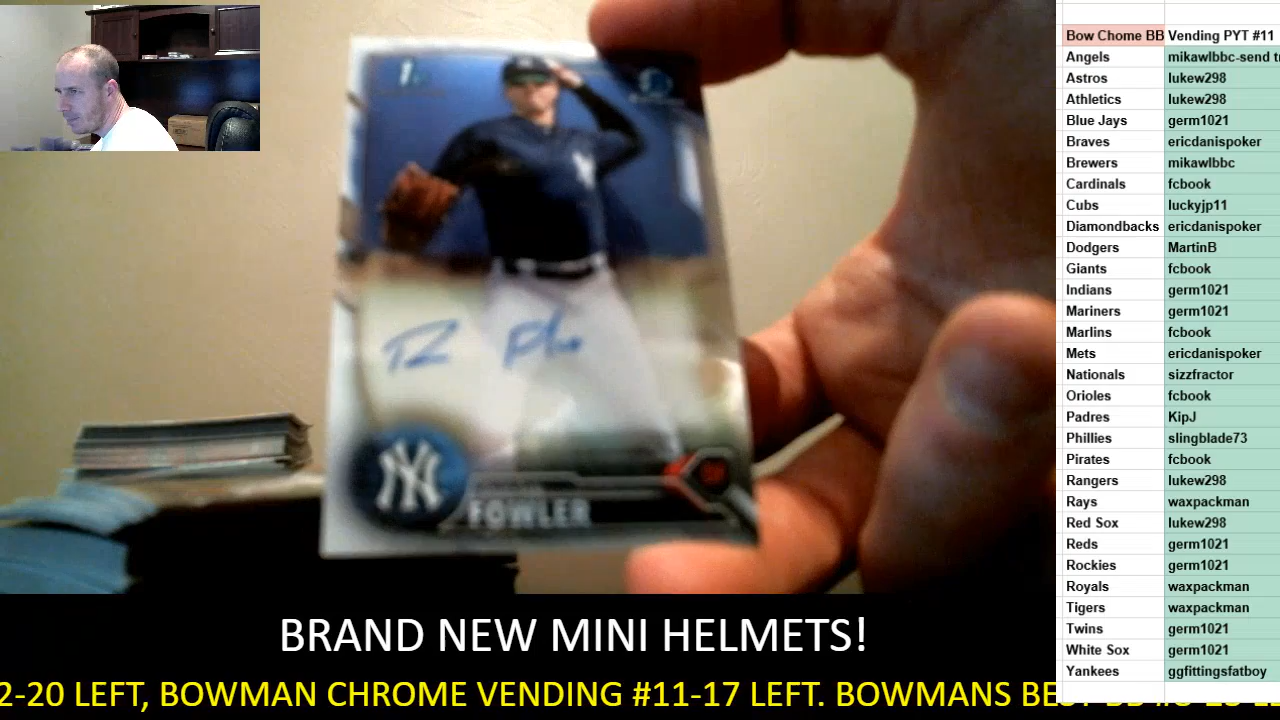 Bow Chome BB Vending PYT #11
Angels mikawlbbc-send
Astros lukew298
Athletics lukew298
Blue Jays germ1021
Braves ericdanispoker
Brewers mikawlbbc
Cardinals fcbook
Cubs luckyjp11
Diamondbacks ericdanispoker
Dodgers MartinB
Giants fcbook
Indians germ1021
Mariners germ1021
Marlins fcbook
Mets ericdanispoker
Nationals sizzfractor
Orioles fcbook
Padres KipJ
Phillies slingblade73
Pirates fcbook
Rangers lukew298
Rays waxpackman
Red Sox lukew298
Reds germ1021
Rockies germ1021
Royals waxpackman
Tigers waxpackman
Twins germ1021
White Sox germ1021
Yankees ggfittingsfatboy
NY
FOWLER
BRAND NEW MINI HELMETS!
2-20 LEFT, BOWMAN CHROME VENDING #11-17 LEFT. BOWMANS